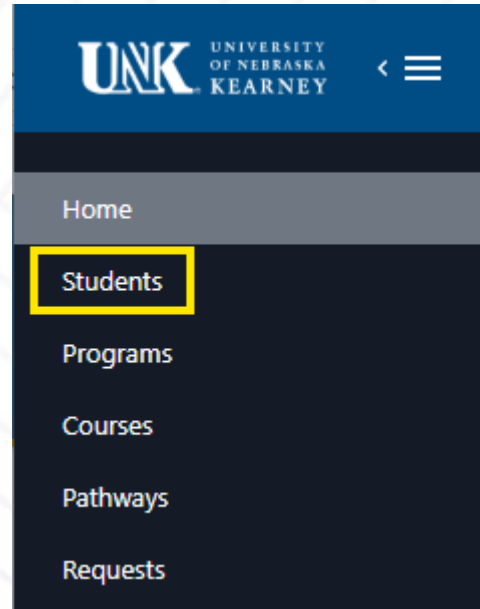 UNK
UNIVERSITY
OF NEBRASKA
KEARNEY
Home
Students
Programs
Courses
Pathways
Requests